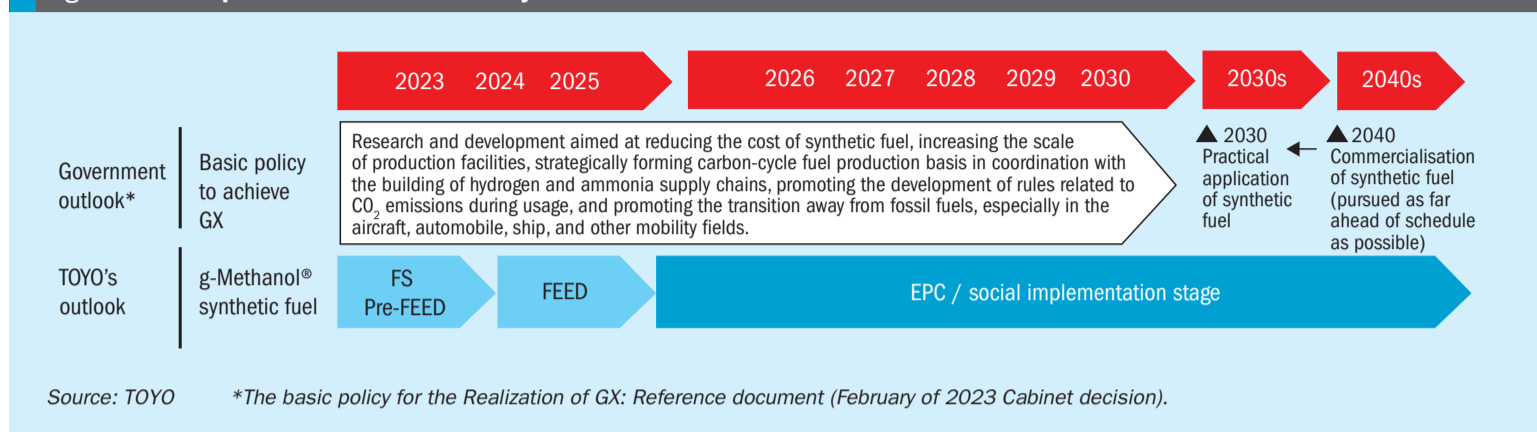 2023 2024 2025 2026 2027 2028 2029 2030 2030s 2040s
Government
outlook*
Basic policy
to achieve
GX
Research and development aimed at reducing the cost of synthetic fuel, increasing the scale
of production facilities, strategically forming carbon-cycle fuel production basis in coordination with
the building of hydrogen and ammonia supply chains, promoting the development of rules related to
CO₂ emissions during usage, and promoting the transition away from fossil fuels, especially in the
aircraft, automobile, ship, and other mobility fields.
▲ 2030
Practical
application
of synthetic
fuel
▲ 2040
Commercialisation
of synthetic fuel
(pursued as far
ahead of schedule
as possible)
TOYO's
outlook
g-Methanol®
synthetic fuel
FS
Pre-FEED
FEED
EPC / social implementation stage
Source: TOYO
*The basic policy for the Realization of GX: Reference document (February of 2023 Cabinet decision).